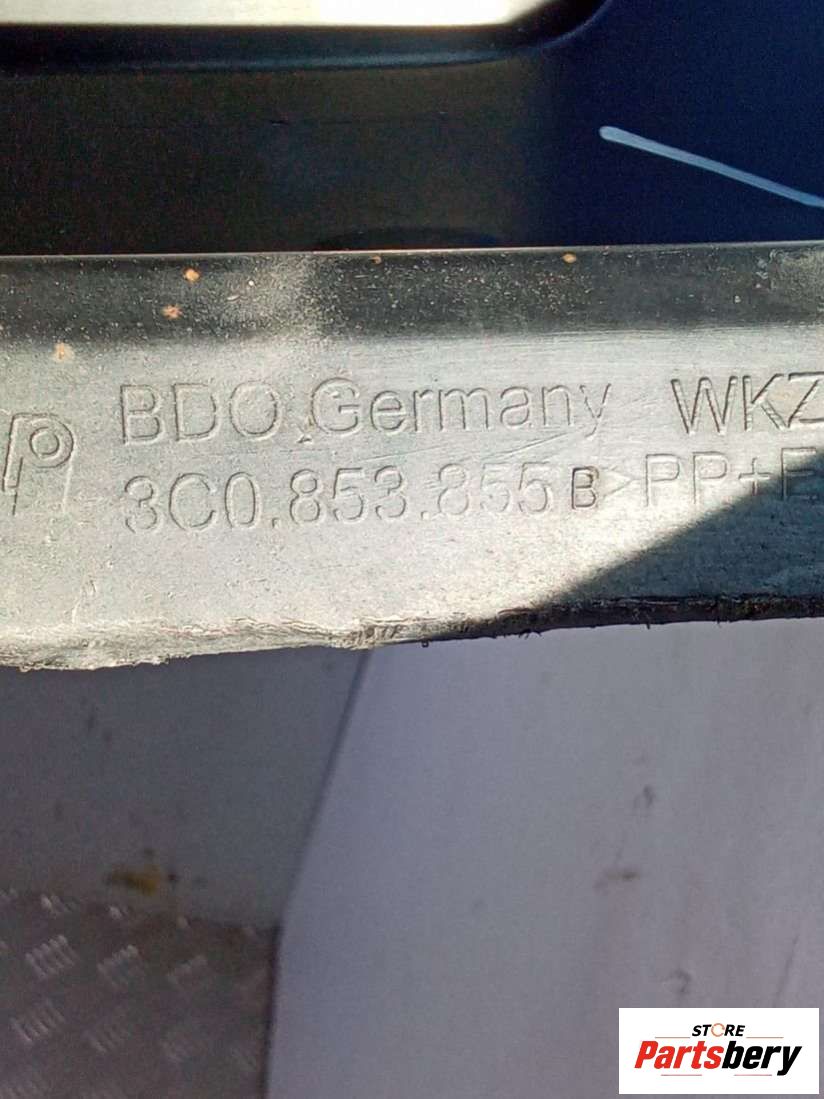 BDO Germany WKZ
3C0.853.855 B >PP+E
STORE
Partsbery